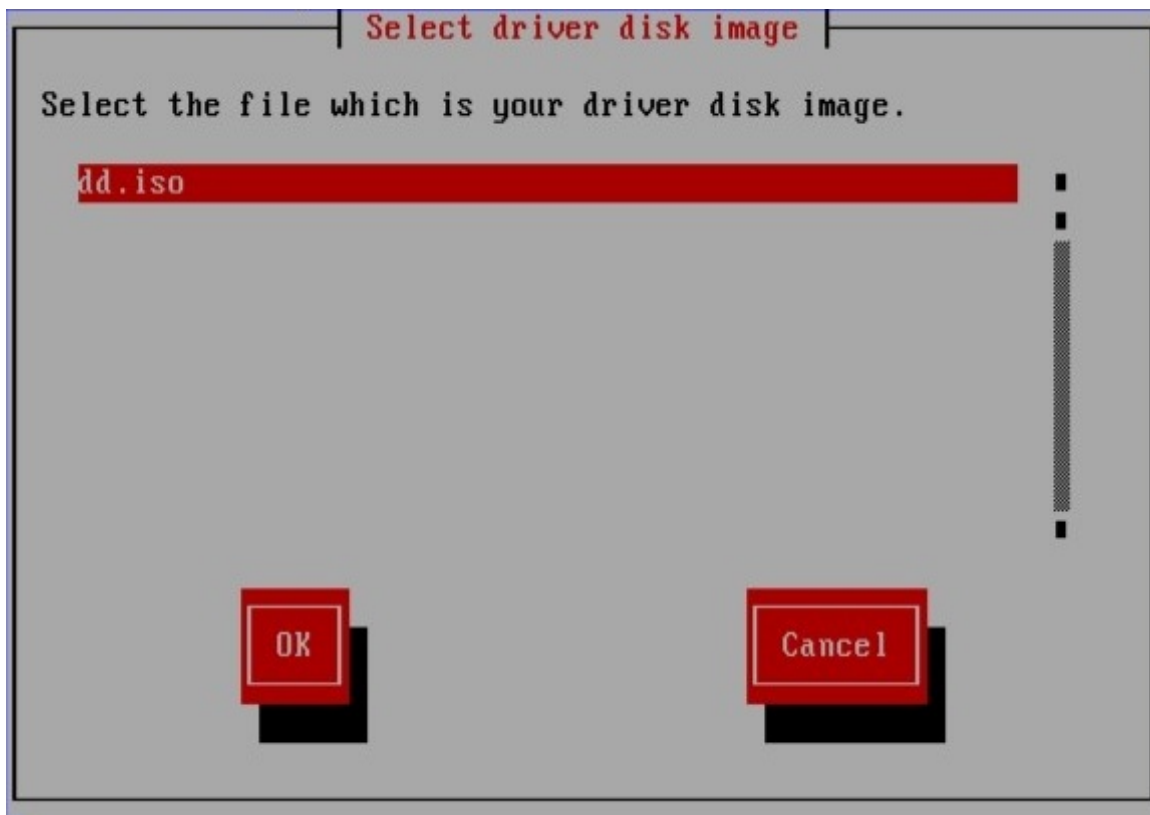 Select driver disk image
Select the file which is your driver disk image.
dd.iso
OK
Cancel